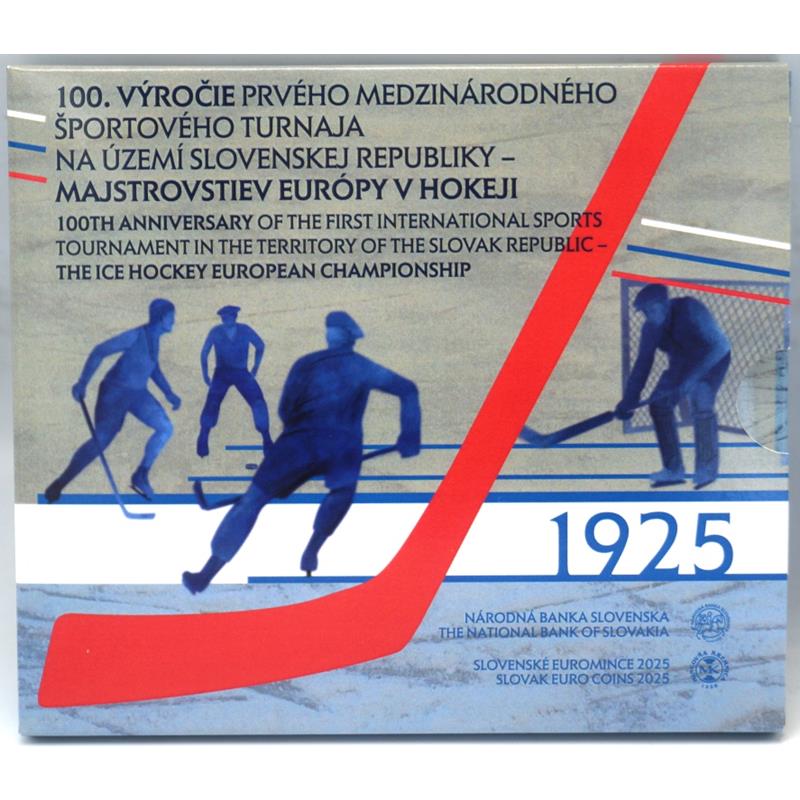 100. VÝROČIE PRVÉHO MEDZINÁRODNÉHO
ŠPORTOVÉHO TURNAJA
NA ÚZEMÍ SLOVENSKEJ REPUBLIKY –
MAJSTROVSTIEV EURÓPY V HOKEJI
100TH ANNIVERSARY OF THE FIRST INTERNATIONAL SPORTS
TOURNAMENT IN THE TERRITORY OF THE SLOVAK REPUBLIC –
THE ICE HOCKEY EUROPEAN CHAMPIONSHIP
1925
NÁRODNÁ BANKA SLOVENSKA
THE NATIONAL BANK OF SLOVAKIA
SLOVENSKÉ EUROMINCE 2025
SLOVAK EURO COINS 2025
MK